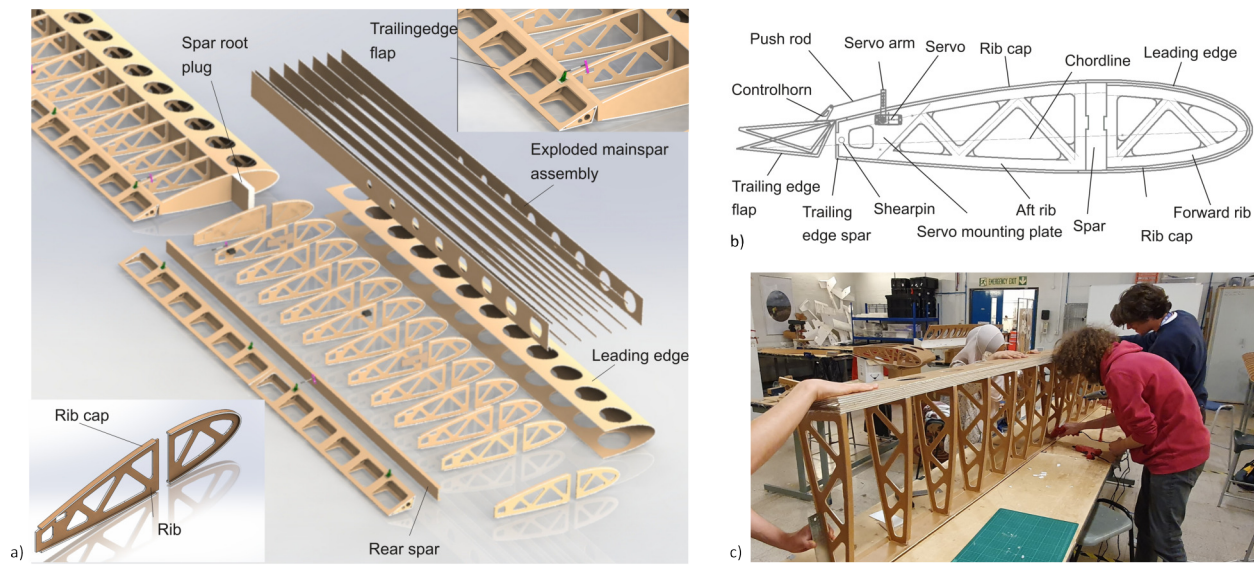 Spar root
plug
Trailingedge
flap
Exploded mainspar
assembly
Leading edge
Rib cap
Rib
Rear spar
a)
Push rod
Servo arm
Servo
Rib cap
Chordline
Leading edge
Controlhorn
Trailing edge
flap
Trailing
edge spar
Shearpin
Servo mounting plate
Aft rib
Spar
Rib cap
Forward rib
b)
EMERGENCY EXIT
c)